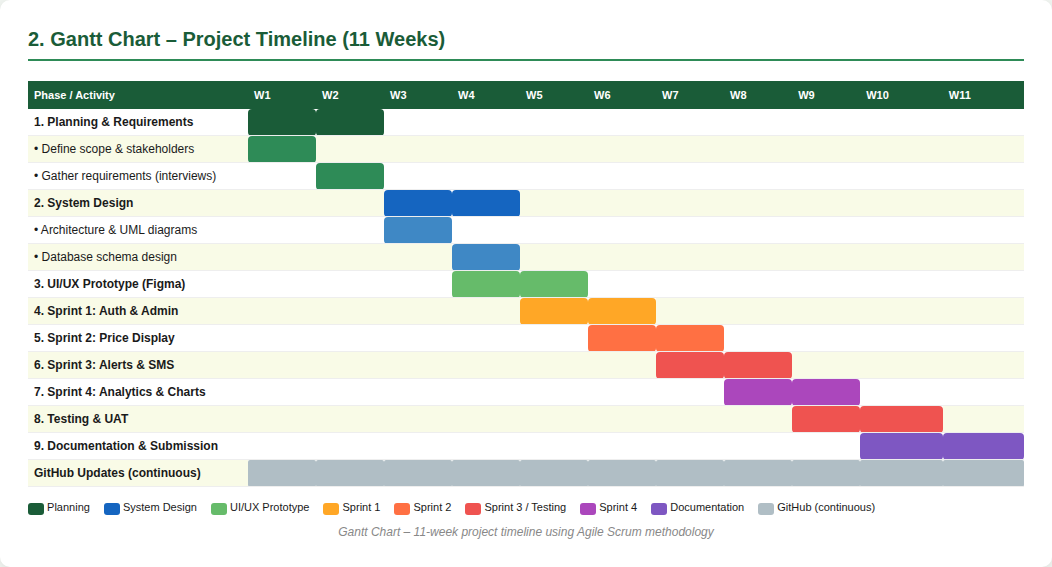 2. Gantt Chart – Project Timeline (11 Weeks)
Phase / Activity W1 W2 W3 W4 W5 W6 W7 W8 W9 W10 W11
1. Planning & Requirements
• Define scope & stakeholders
• Gather requirements (interviews)
2. System Design
• Architecture & UML diagrams
• Database schema design
3. UI/UX Prototype (Figma)
4. Sprint 1: Auth & Admin
5. Sprint 2: Price Display
6. Sprint 3: Alerts & SMS
7. Sprint 4: Analytics & Charts
8. Testing & UAT
9. Documentation & Submission
GitHub Updates (continuous)
Planning System Design UI/UX Prototype Sprint 1 Sprint 2 Sprint 3 / Testing Sprint 4 Documentation GitHub (continuous)
Gantt Chart – 11-week project timeline using Agile Scrum methodology